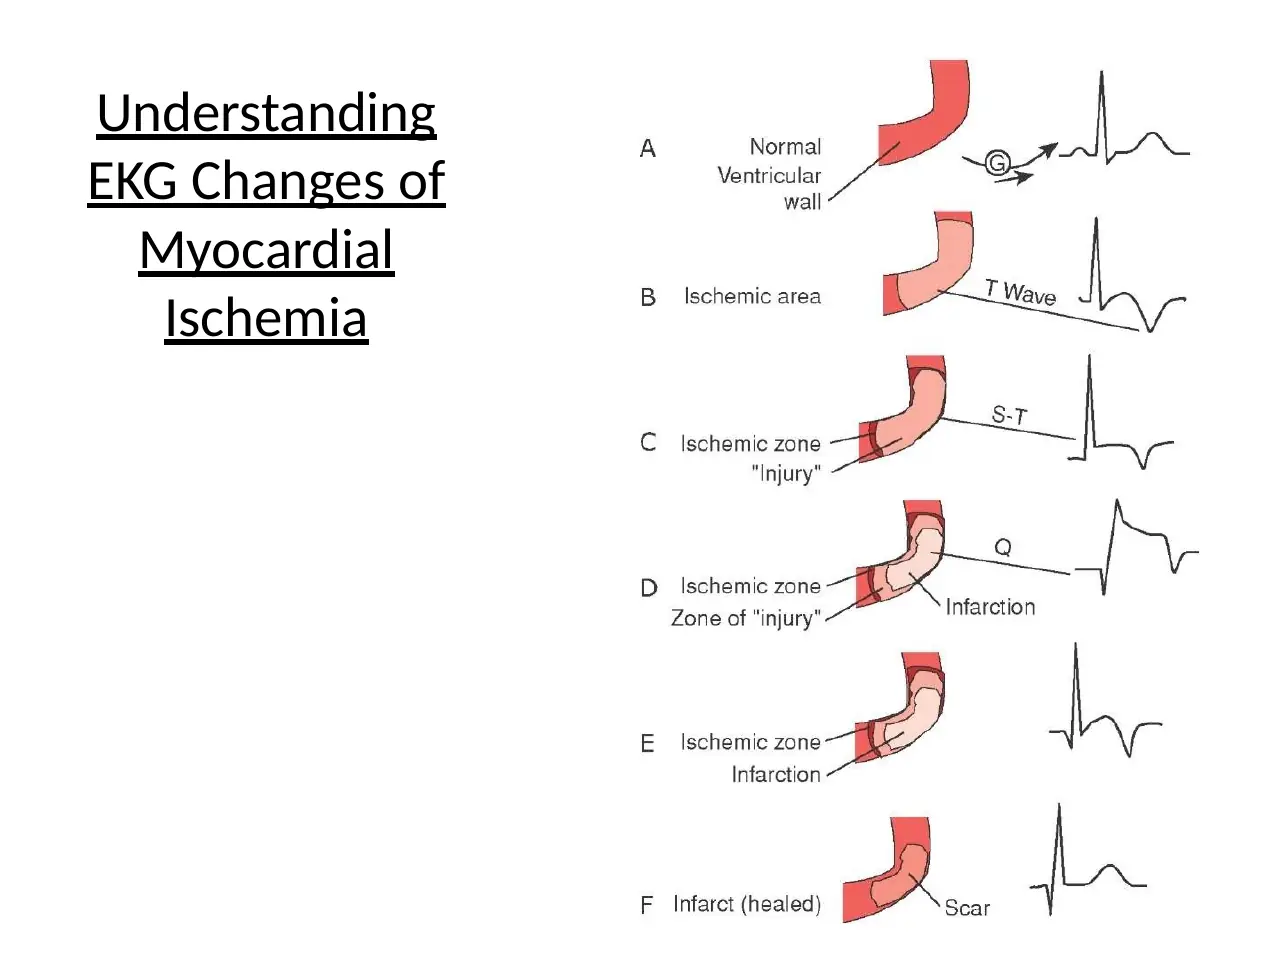 Understanding
EKG Changes of
Myocardial
Ischemia
A
Normal
Ventricular
wall
G
B
Ischemic area
T Wave
C
Ischemic zone
"Injury"
S-T
D
Ischemic zone
Zone of "injury"
Q
Infarction
E
Ischemic zone
Infarction
F
Infarct (healed)
Scar